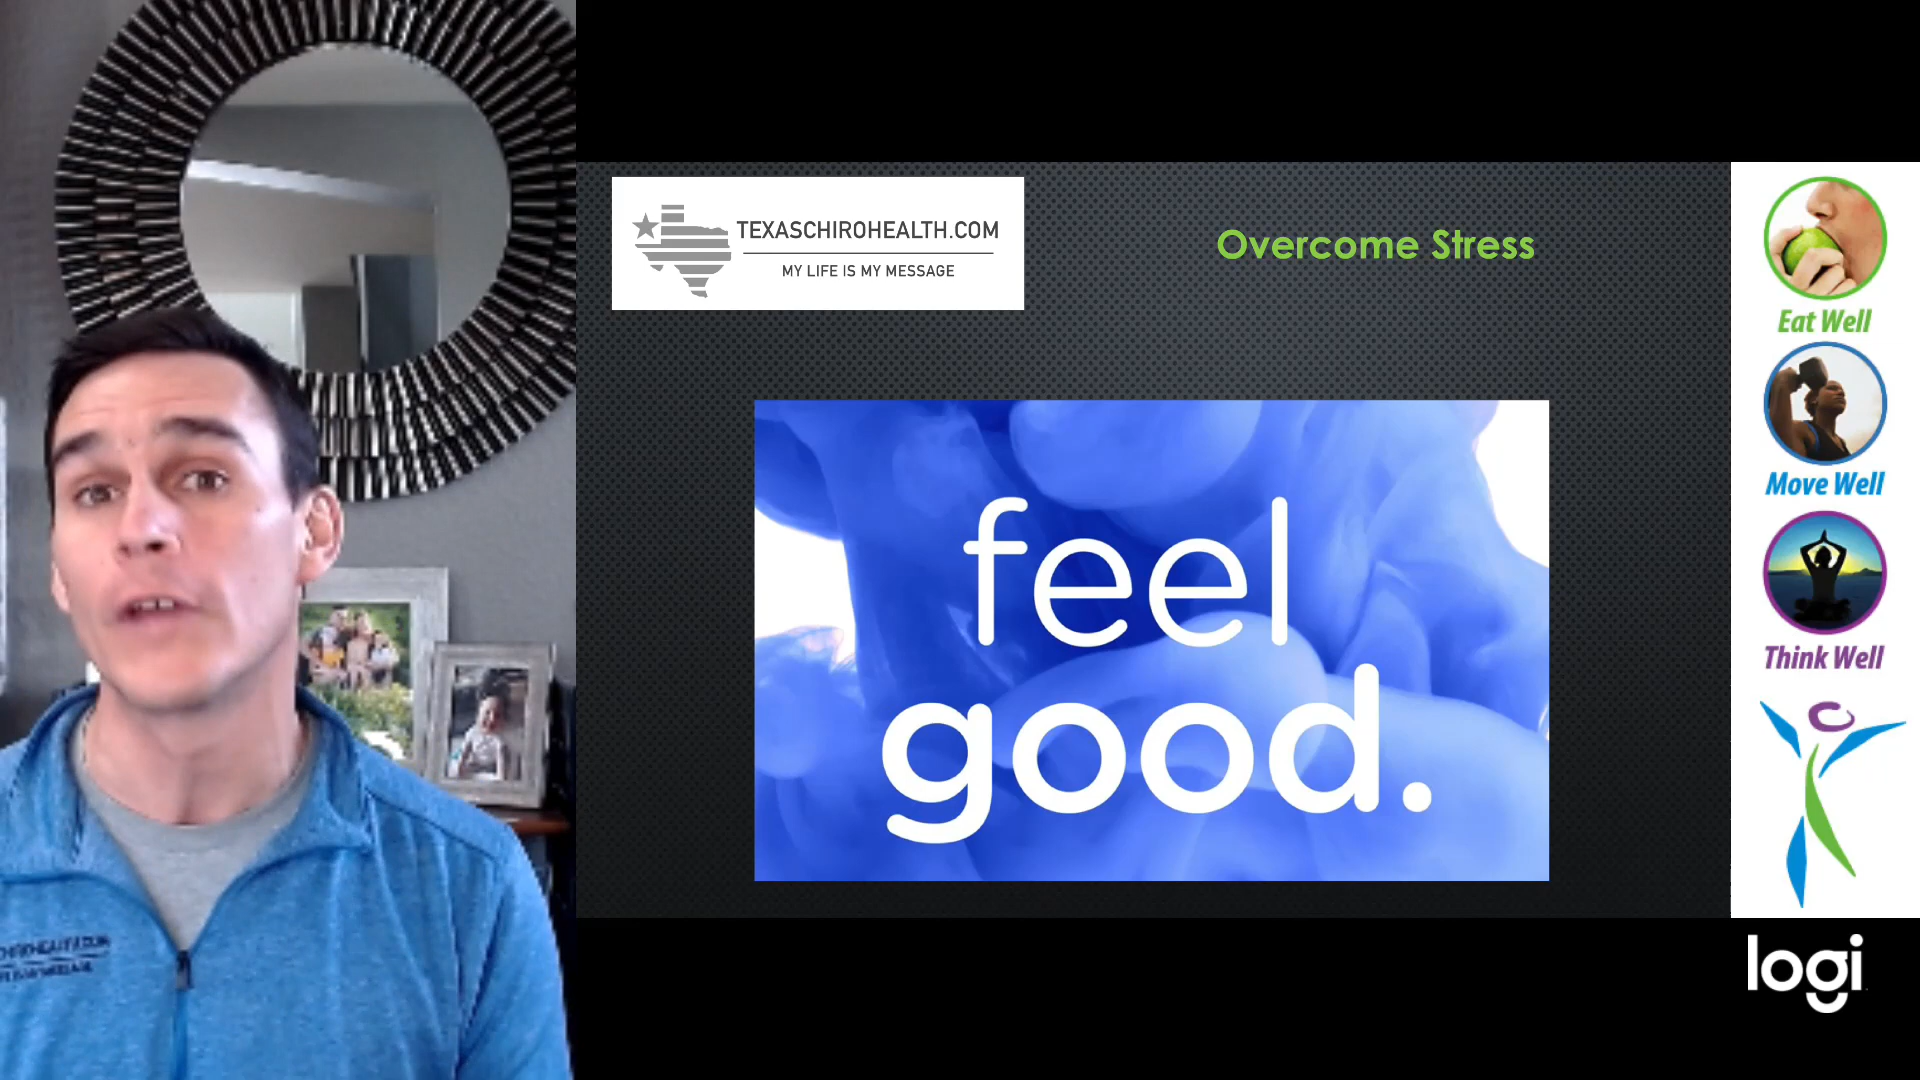 TEXASCHIROHEALTH.COM
MY LIFE IS MY MESSAGE
Overcome Stress
feel
good.
Eat Well
Move Well
Think Well
logi